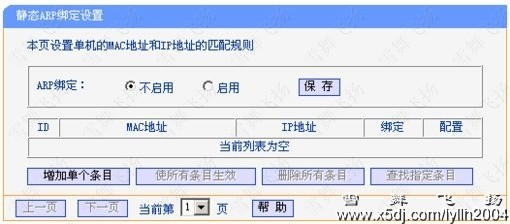 静态ARP绑定设置
本页设置单机的MAC地址和IP地址的匹配规则
ARP绑定： 不启用 启用 保 存
ID MAC地址 IP地址 绑定 配置
当前列表为空
增加单个条目 使所有条目生效 删除所有条目 查找指定条目
上一页 下一页 当前第 1 页 帮 助
雪 舞 飞 扬
www.x5dj.com/yllh2004